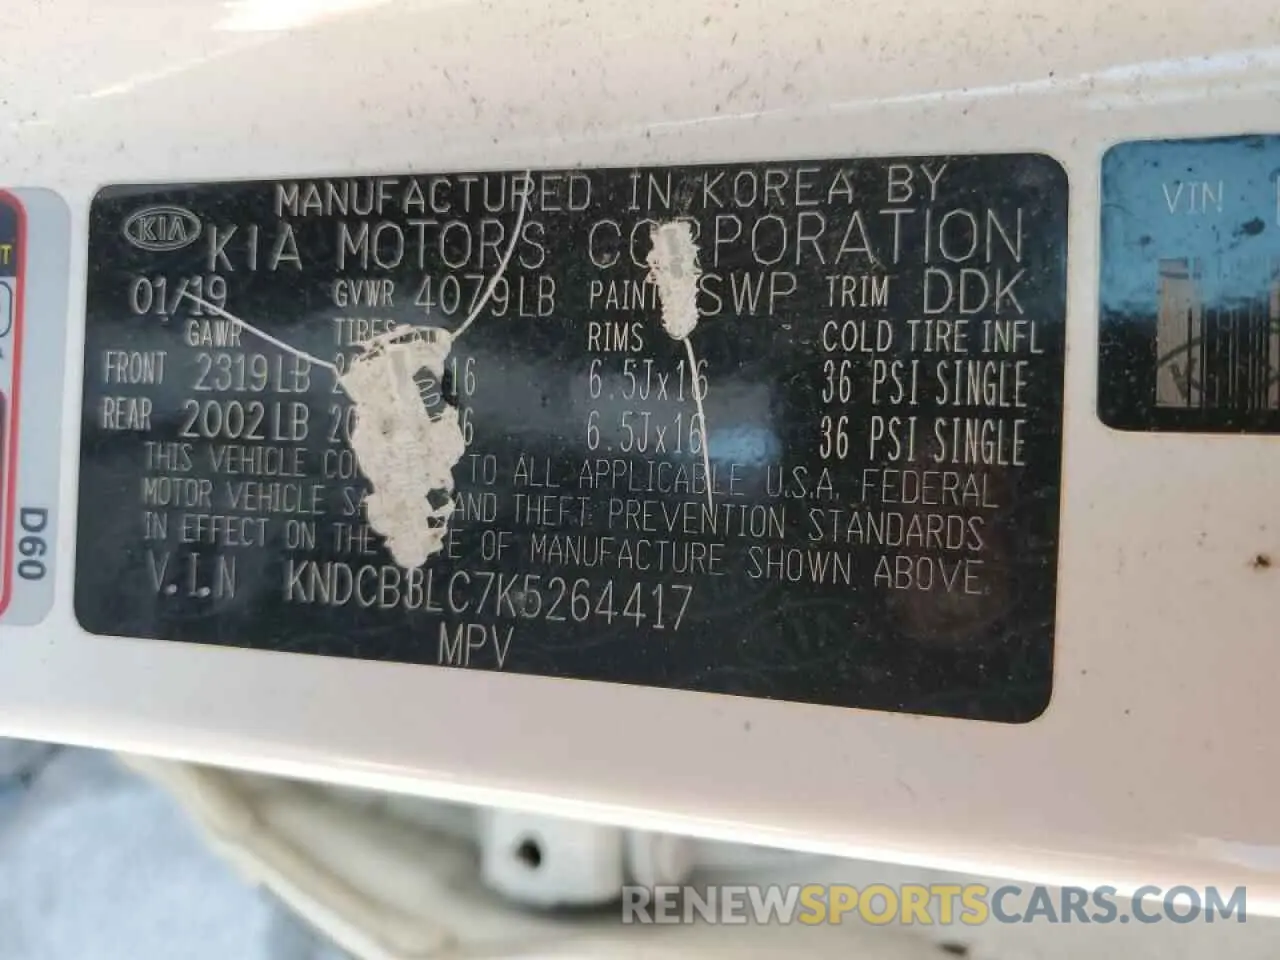 MANUFACTURED IN KOREA BY
KIA
KIA MOTORS CORPORATION
01/19 GVWR 4079LB PAINT SWP TRIM DDK
GAWR TIRES RIMS COLD TIRE INFL
FRONT 2319LB 16 6.5Jx16 36 PSI SINGLE
REAR 2002LB 6.5Jx16 36 PSI SINGLE
THIS VEHICLE TO ALL APPLICABLE U.S.A. FEDERAL
MOTOR VEHICLE AND THEFT PREVENTION STANDARDS
IN EFFECT ON THE OF MANUFACTURE SHOWN ABOVE.
V.I.N KNDCB3LC7K5264417
MPV
D60
VIN
RENEWSPORTSCARS.COM